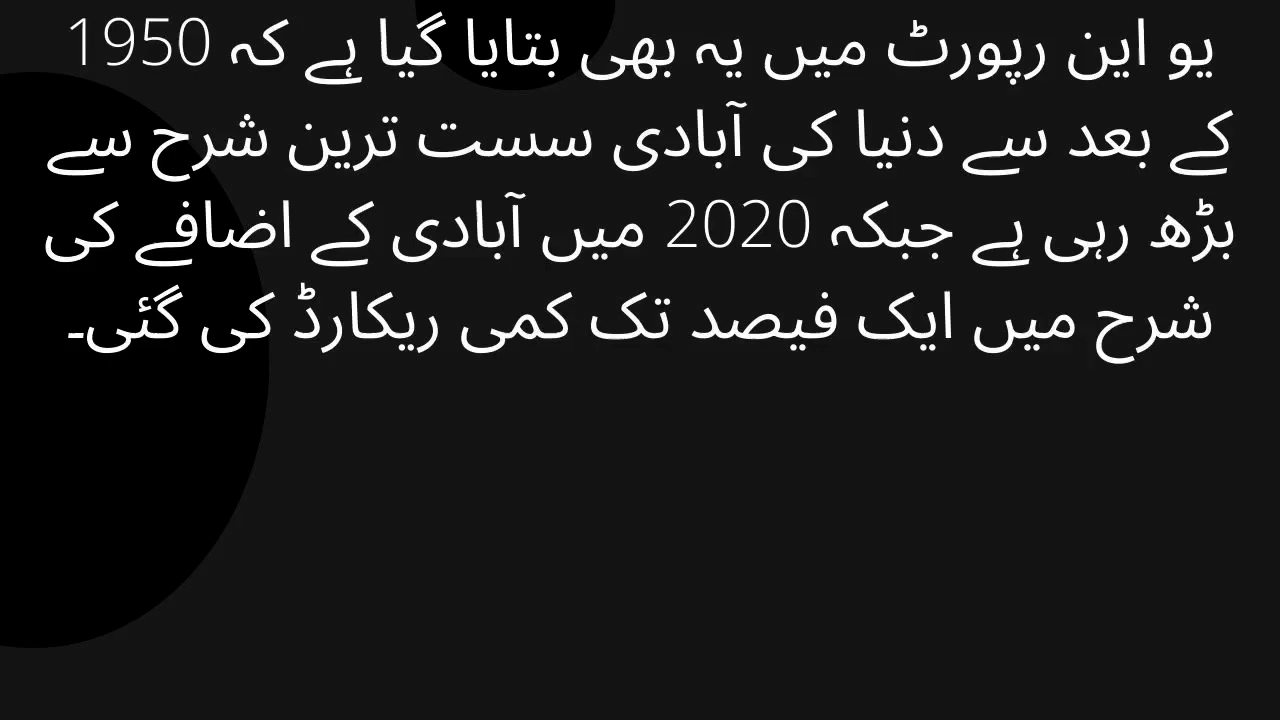 یو این رپورٹ میں یہ بھی بتایا گیا ہے کہ 1950
کے بعد سے دنیا کی آبادی سست ترین شرح سے
بڑھ رہی ہے جبکہ 2020 میں آبادی کے اضافے کی
شرح میں ایک فیصد تک کمی ریکارڈ کی گئی۔